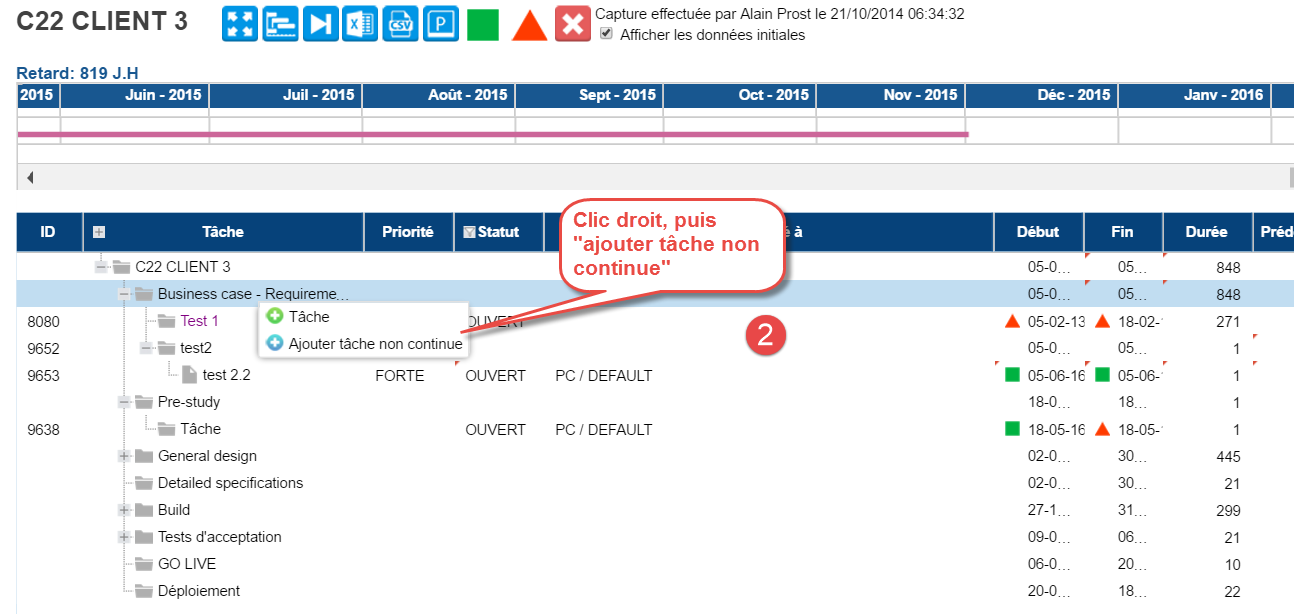 C22 CLIENT 3
CSV
P
Capture effectuée par Alain Prost le 21/10/2014 06:34:32
Afficher les données initiales
Retard: 819 J.H
2015 Juin - 2015 Juil - 2015 Août - 2015 Sept - 2015 Oct - 2015 Nov - 2015 Déc - 2015 Janv - 2016
Clic droit, puis
"ajouter tâche non
continue"
ID Tâche Priorité Statut à Début Fin Durée Préd
C22 CLIENT 3 05-0... 05... 848
Business case - Requireme... 05-0... 05... 848
8080 Test 1 OUVERT 05-02-13 18-02- 271
Tâche
Ajouter tâche non continue
2
9652 test2 05-0... 05... 1
9653 test 2.2 FORTE OUVERT PC / DEFAULT 05-06-16 05-06- 1
Pre-study 18-0... 18... 1
9638 Tâche OUVERT PC / DEFAULT 18-05-16 18-05- 1
General design 02-0... 30... 445
Detailed specifications 02-0... 30... 21
Build 27-1... 31... 299
Tests d'acceptation 09-0... 06... 21
GO LIVE 06-0... 20... 10
Déploiement 20-0... 18... 22